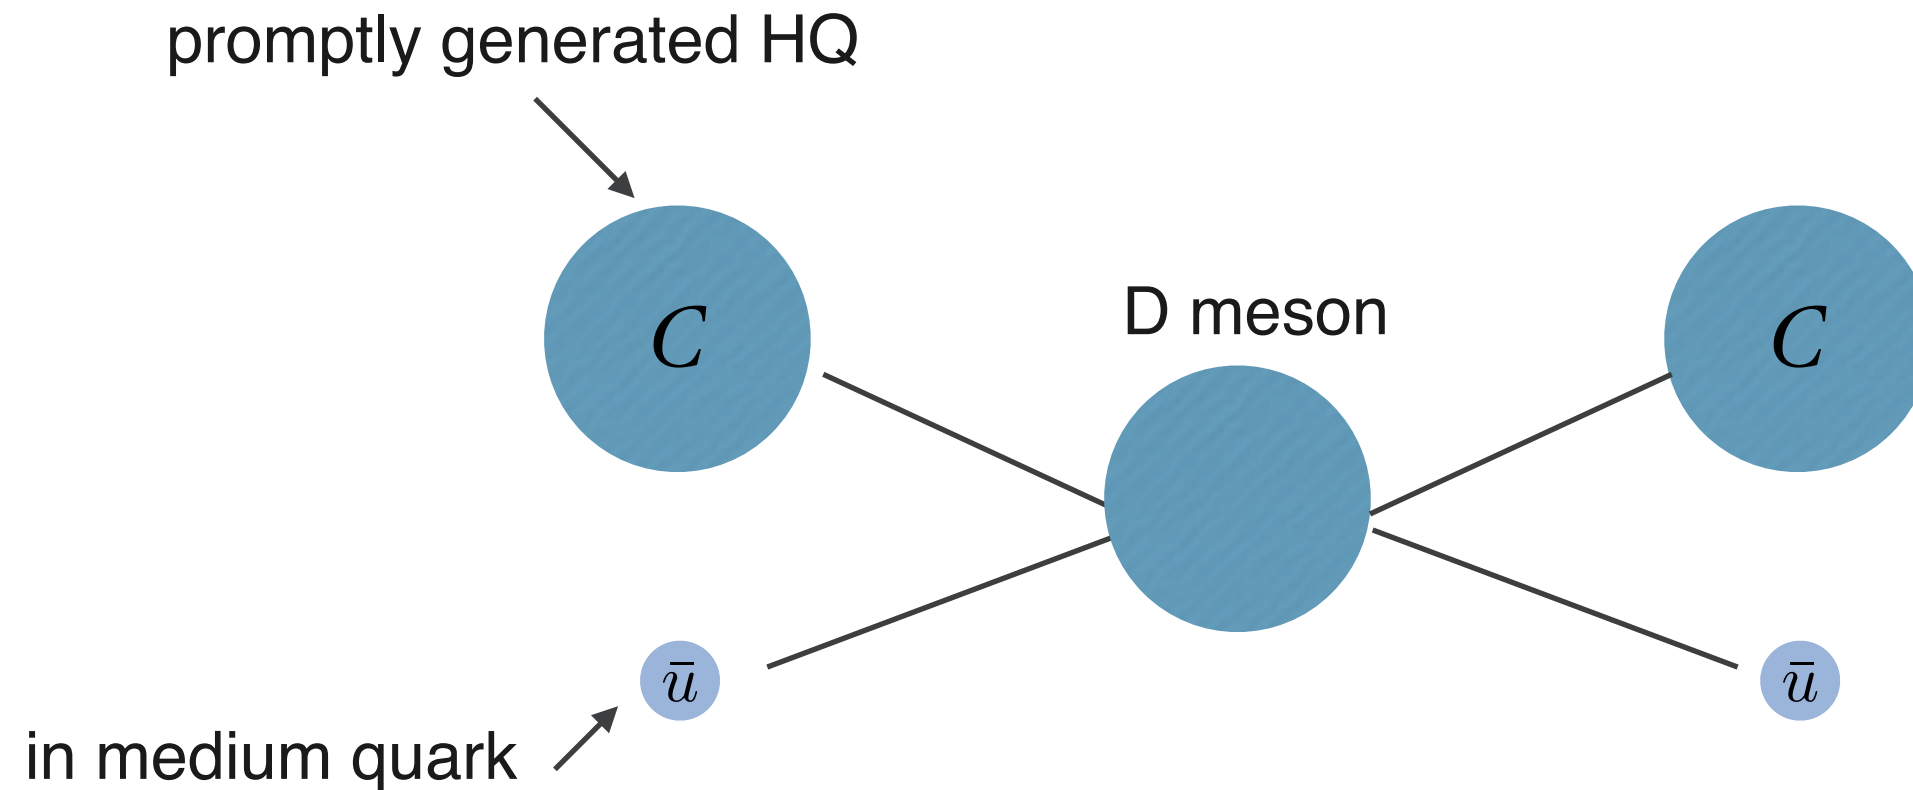 promptly generated HQ
D meson
C
C
ū
ū
in medium quark